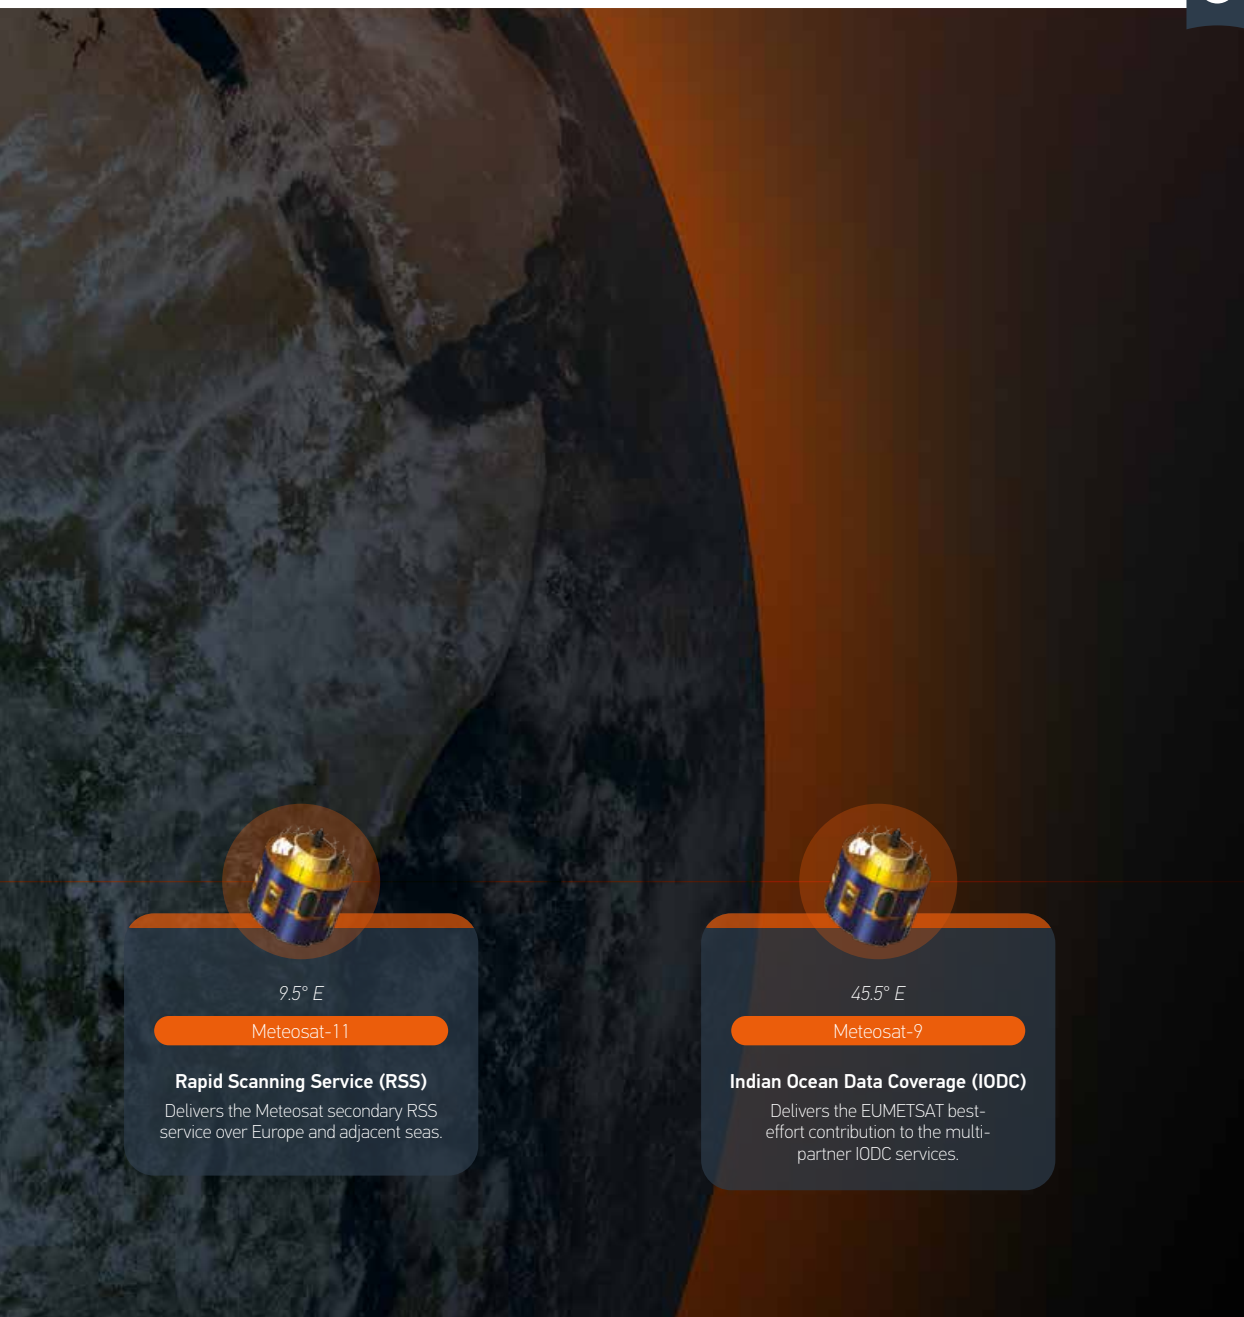 9.5° E
Meteosat-11
Rapid Scanning Service (RSS)
Delivers the Meteosat secondary RSS
service over Europe and adjacent seas.
45.5° E
Meteosat-9
Indian Ocean Data Coverage (IODC)
Delivers the EUMETSAT best-
effort contribution to the multi-
partner IODC services.